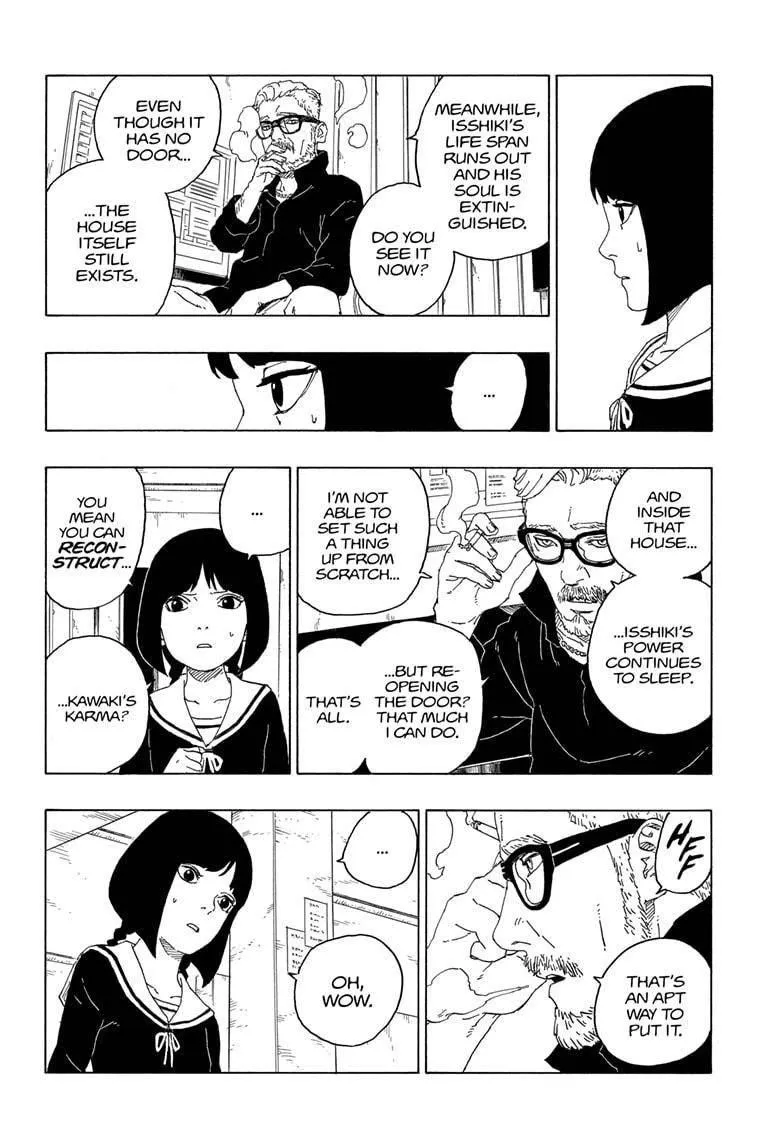 MEANWHILE,
ISSHIKI'S
LIFE SPAN
RUNS OUT
AND HIS
SOUL IS
EXTIN-
GUISHED.
DO YOU
SEE IT
NOW?
EVEN
THOUGH IT
HAS NO
DOOR...
...THE
HOUSE
ITSELF
STILL
EXISTS.
...
AND
INSIDE
THAT
HOUSE...
...ISSHIKI'S
POWER
CONTINUES
TO SLEEP.
I'M NOT
ABLE TO
SET SUCH
A THING
UP FROM
SCRATCH...
...BUT RE-
OPENING
THE DOOR?
THAT MUCH
I CAN DO.
THAT'S
ALL.
...
YOU
MEAN
YOU CAN
RECON-
STRUCT...
...KAWAKI'S
KARMA?
HFF
THAT'S
AN APT
WAY TO
PUT IT.
...
OH,
WOW.